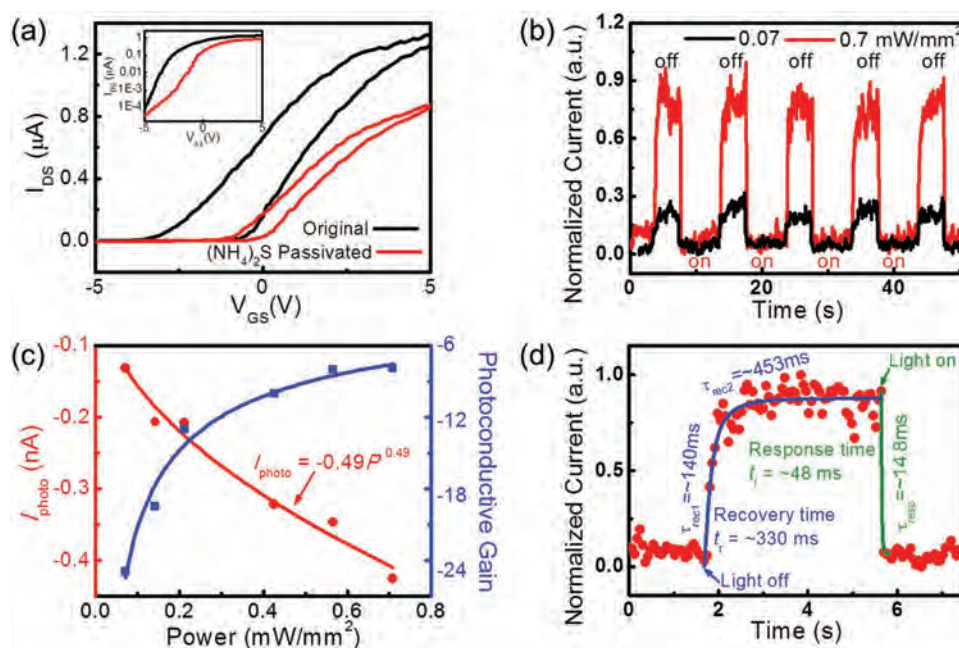 (a)
1.2
0.8
0.4
0.0
I_DS (μA)
-5
0
5
V_GS(V)
Original
(NH4)2S Passivated
1
0.1
0.01
1E-3
1E-4
I_DS(μA)
-5
0
5
(V)
(b)
0.07
0.7 mW/mm²
off
off
off
off
off
on
on
on
on
1.2
0.9
0.6
0.3
0.0
Normalized Current (a.u.)
0
20
40
Time (s)
(c)
-0.1
-0.2
-0.3
-0.4
I_photo (nA)
0.0
0.2
0.4
0.6
0.8
Power (mW/mm²)
I_photo = -0.49P^0.49
-6
-12
-18
-24
Photoconductive Gain
(d)
1.0
0.5
0.0
Normalized Current (a.u.)
0
2
4
6
Time (s)
τ_rec2=~453ms
Light on
τ_rec1=~140ms
Response time
~48 ms
τ_resp=~14.8ms
Recovery time
= ~330 ms
Light off